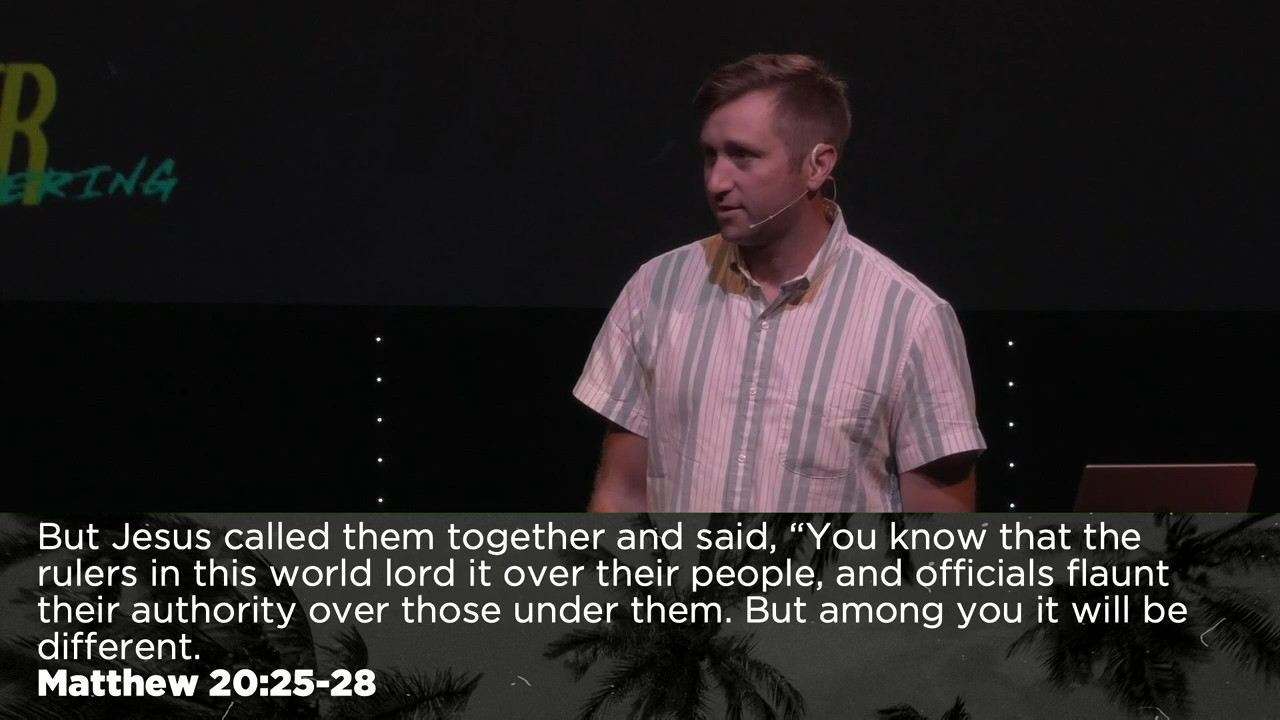 ERING
But Jesus called them together and said, “You know that the
rulers in this world lord it over their people, and officials flaunt
their authority over those under them. But among you it will be
different.
Matthew 20:25-28